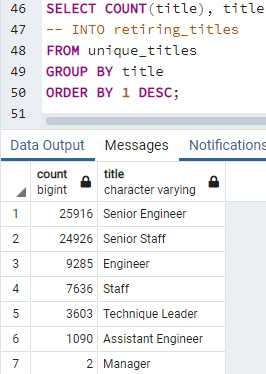 46 SELECT COUNT(title), title
47 -- INTO retiring_titles
48 FROM unique_titles
49 GROUP BY title
50 ORDER BY 1 DESC;
51
Data Output Messages Notifications
count bigint title character varying
1 25916 Senior Engineer
2 24926 Senior Staff
3 9285 Engineer
4 7636 Staff
5 3603 Technique Leader
6 1090 Assistant Engineer
7 2 Manager